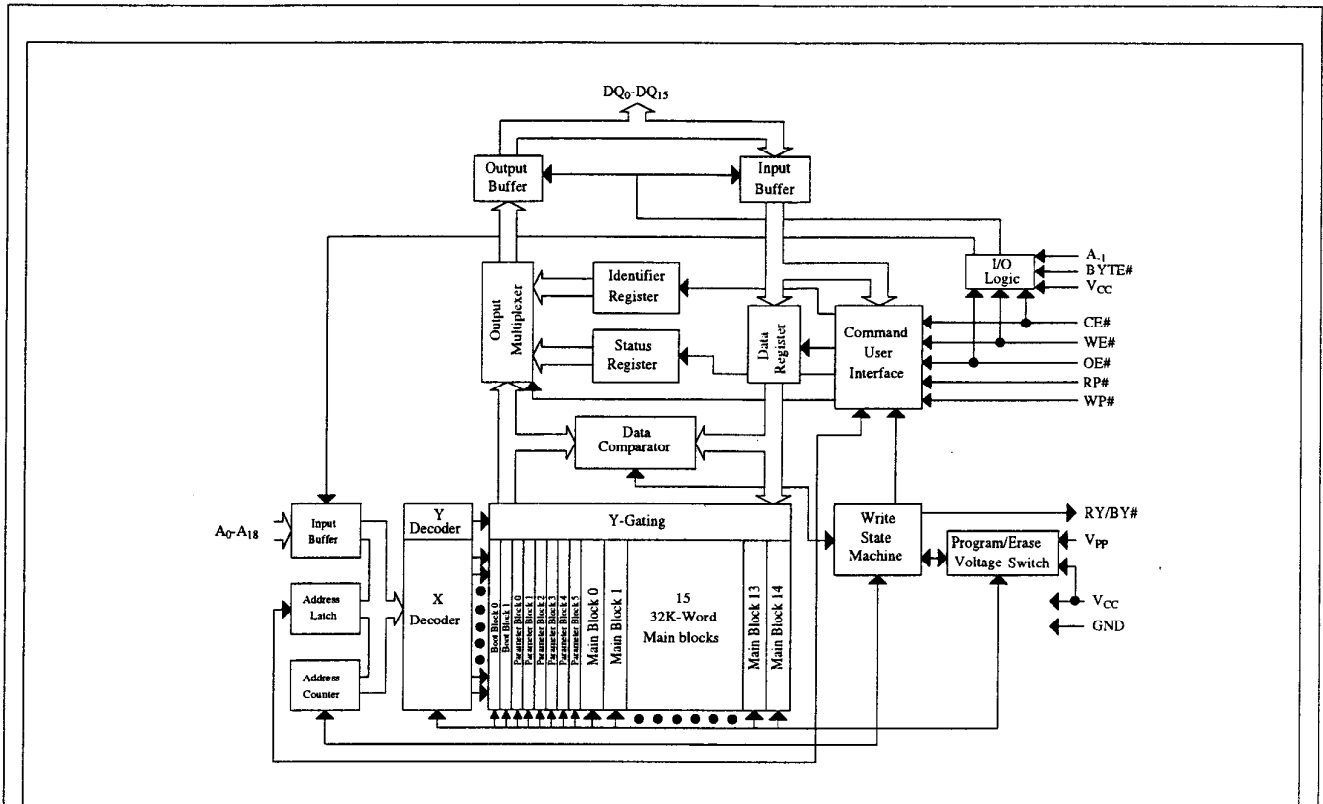 DQ0-DQ15
Output
Buffer
Input
Buffer
I/O
Logic
A-1
BYTE#
VCC
Output
Multiplexer
Identifier
Register
Status
Register
Data
Register
Command
User
Interface
CE#
WE#
OE#
RP#
WP#
Data
Comparator
A0-A18
Input
Buffer
Address
Latch
Address
Counter
Y
Decoder
X
Decoder
Y-Gating
Boot Block 0
Boot Block 1
Parameter Block 0
Parameter Block 1
Parameter Block 2
Parameter Block 3
Parameter Block 4
Parameter Block 5
Main Block 0
Main Block 1
15
32K-Word
Main blocks
Main Block 13
Main Block 14
Write
State
Machine
Program/Erase
Voltage Switch
RY/BY#
VPP
VCC
GND